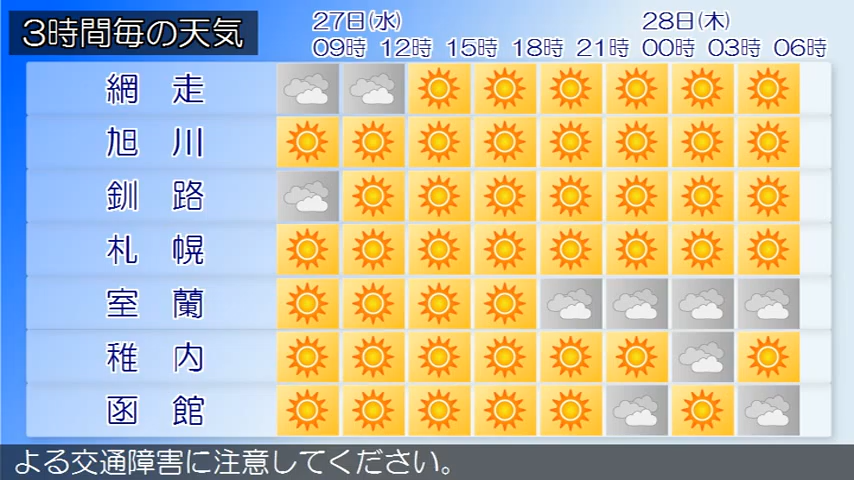 3時間毎の天気
27日(水) 28日(木)
09時 12時 15時 18時 21時 00時 03時 06時
網走
旭川
釧路
札幌
室蘭
稚内
函館
よる交通障害に注意してください。